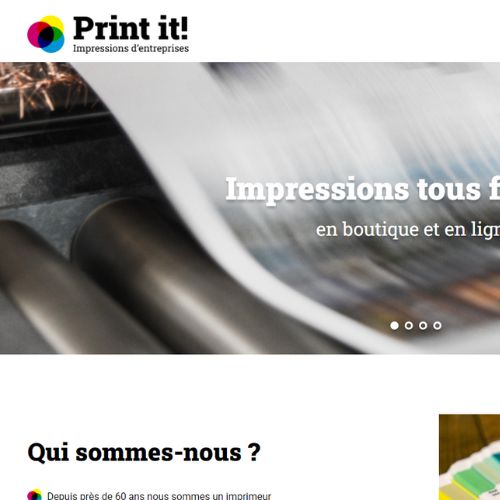 Print it!
Impressions d'entreprises
Impressions tous f
en boutique et en lign
Qui sommes-nous ?
Depuis près de 60 ans nous sommes un imprimeur